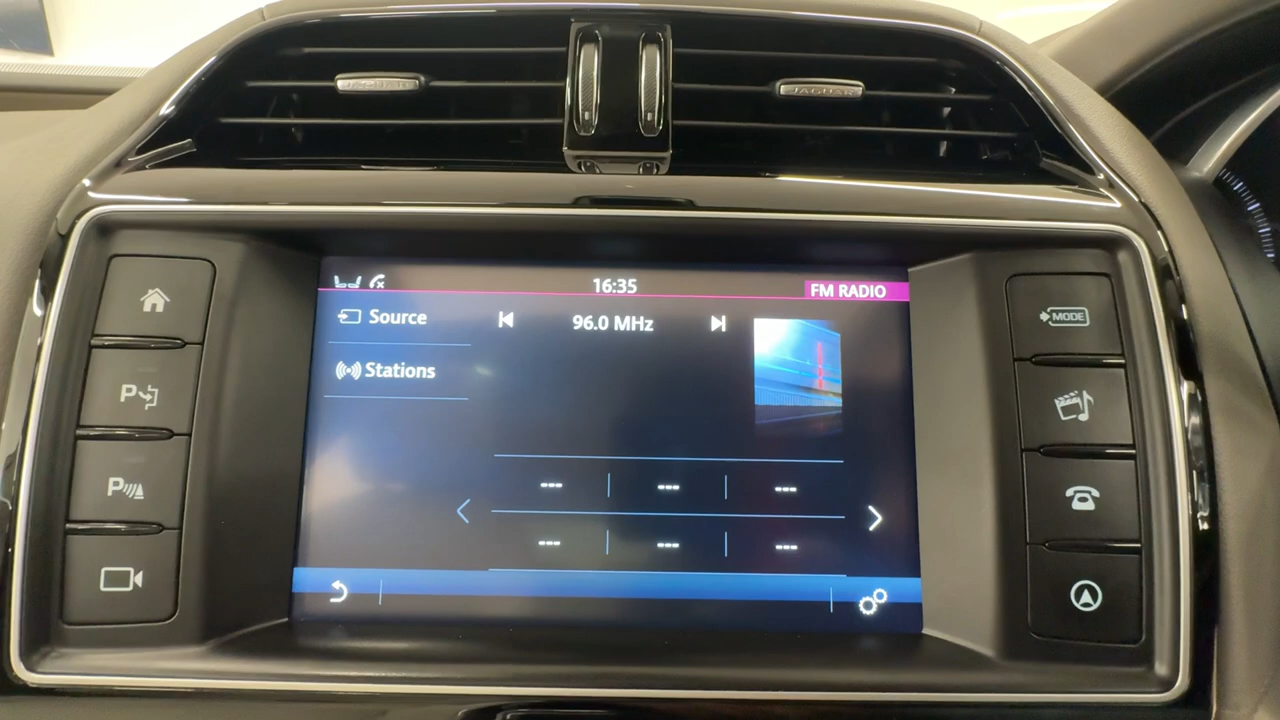 JAGUAR
JAGUAR
16:35
FM RADIO
Source
96.0 MHz
MODE
Stations
P
P
--- --- ---
--- --- ---